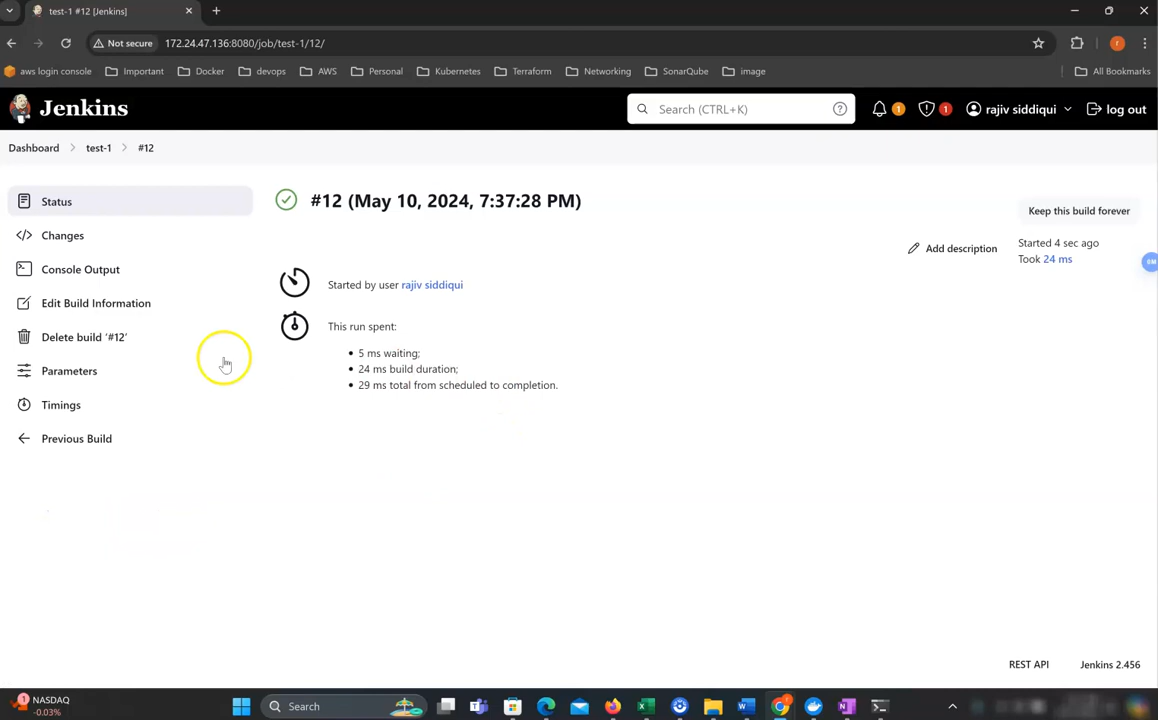 test-1 #12 [Jenkins]
Not secure 172.24.47.136:8080/job/test-1/12/ r
aws login console Important Docker devops AWS Personal Kubernetes Terraform Networking SonarQube image All Bookmarks
Jenkins Search (CTRL+K) ? 1 1 rajiv siddiqui log out
Dashboard test-1 #12
Status
Changes
Console Output
Edit Build Information
Delete build ‘#12’
Parameters
Timings
Previous Build
#12 (May 10, 2024, 7:37:28 PM)
Keep this build forever
Add description
Started 4 sec ago
Took 24 ms
Started by user rajiv siddiqui
This run spent:
5 ms waiting;
24 ms build duration;
29 ms total from scheduled to completion.
REST API Jenkins 2.456
1 NASDAQ
-0.03%
Search